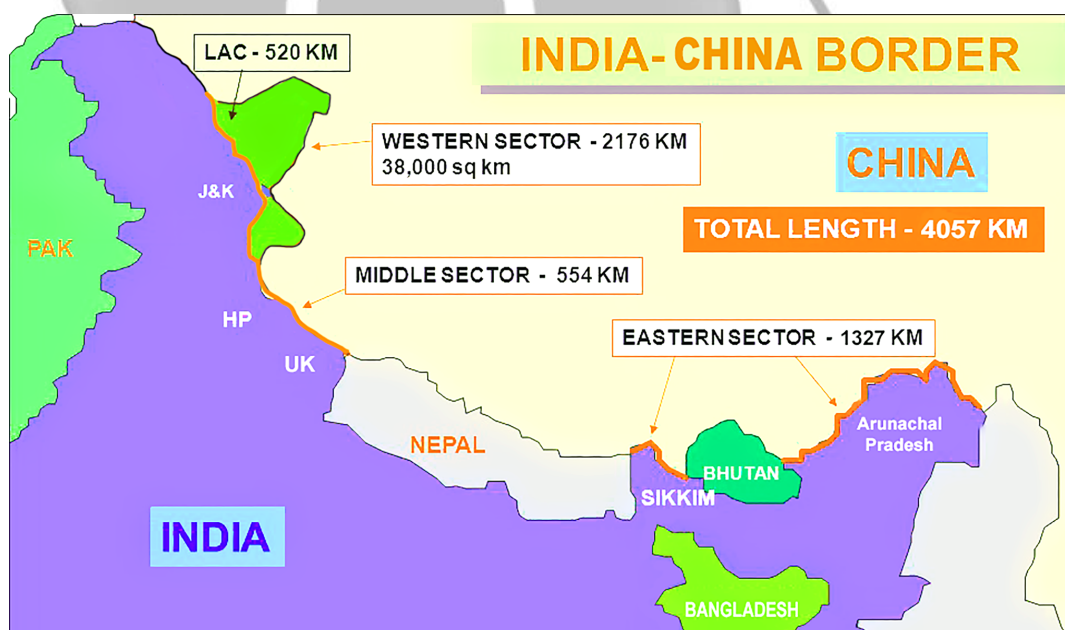 INDIA- CHINA BORDER
LAC - 520 KM
WESTERN SECTOR - 2176 KM
38,000 sq km
CHINA
J&K
TOTAL LENGTH - 4057 KM
PAK
MIDDLE SECTOR - 554 KM
HP
EASTERN SECTOR - 1327 KM
UK
Arunachal
Pradesh
NEPAL
BHUTAN
SIKKIM
INDIA
BANGLADESH